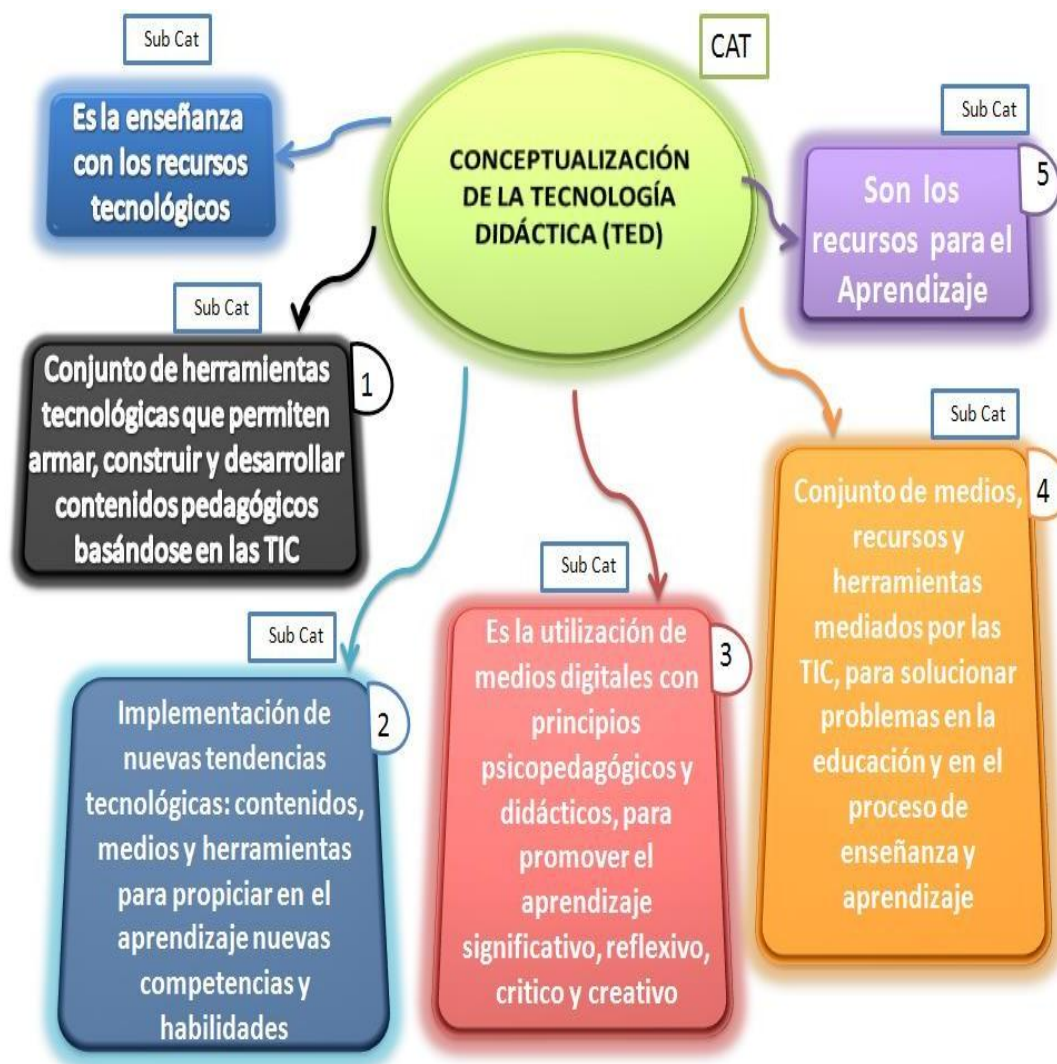 Sub Cat
CAT
Es la enseñanza
con los recursos
tecnológicos
CONCEPTUALIZACIÓN
DE LA TECNOLOGÍA
DIDÁCTICA (TED)
Sub Cat
5
Son los
recursos para el
Aprendizaje
Sub Cat
1
Conjunto de herramientas
tecnológicas que permiten
armar, construir y desarrollar
contenidos pedagógicos
basándose en las TIC
Sub Cat
2
Implementación de
nuevas tendencias
tecnológicas: contenidos,
medios y herramientas
para propiciar en el
aprendizaje nuevas
competencias y
habilidades
Sub Cat
3
Es la utilización de
medios digitales con
principios
psicopedagógicos y
didácticos, para
promover el
aprendizaje
significativo, reflexivo,
critico y creativo
Sub Cat
4
Conjunto de medios,
recursos y
herramientas
mediados por las
TIC, para solucionar
problemas en la
educación y en el
proceso de
enseñanza y
aprendizaje